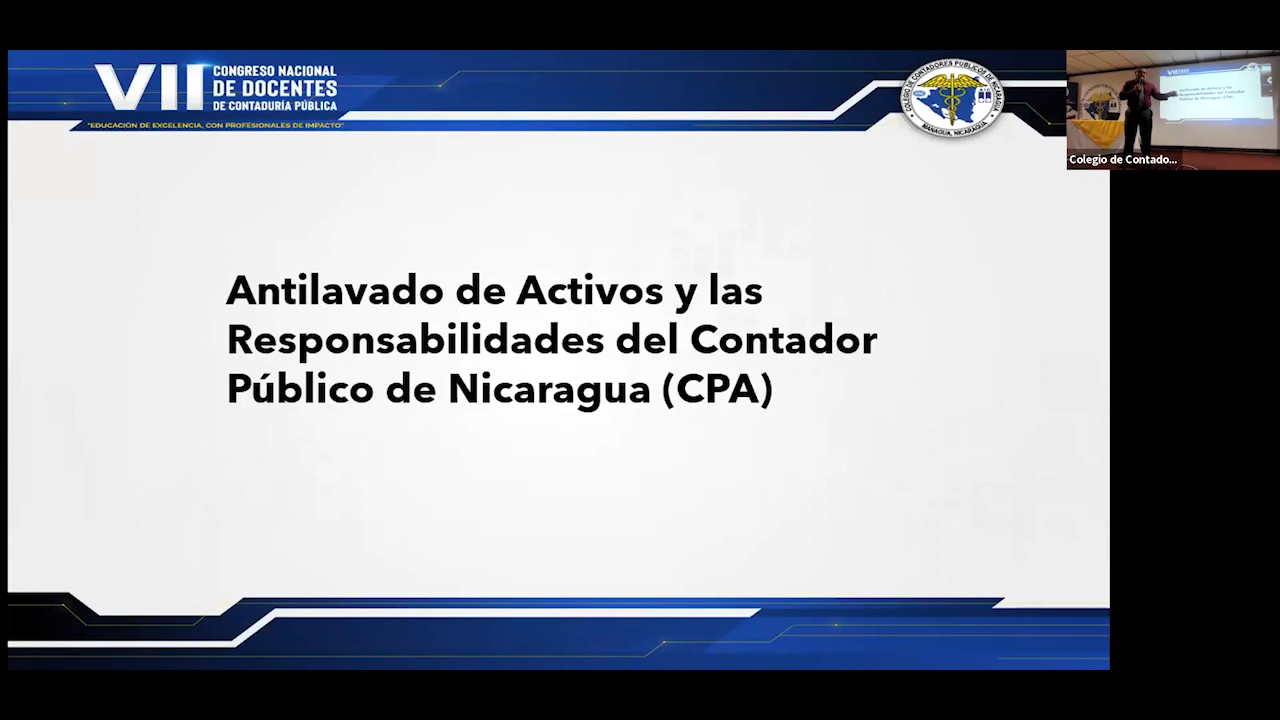 VII CONGRESO NACIONAL
DE DOCENTES
DE CONTADURÍA PÚBLICA
"EDUCACIÓN DE EXCELENCIA, CON PROFESIONALES DE IMPACTO"
COLEGIO DE CONTADORES PÚBLICOS DE NICARAGUA
MANAGUA, NICARAGUA
Colegio de Contado...
Antilavado de Activos y las
Responsabilidades del Contador
Público de Nicaragua (CPA)